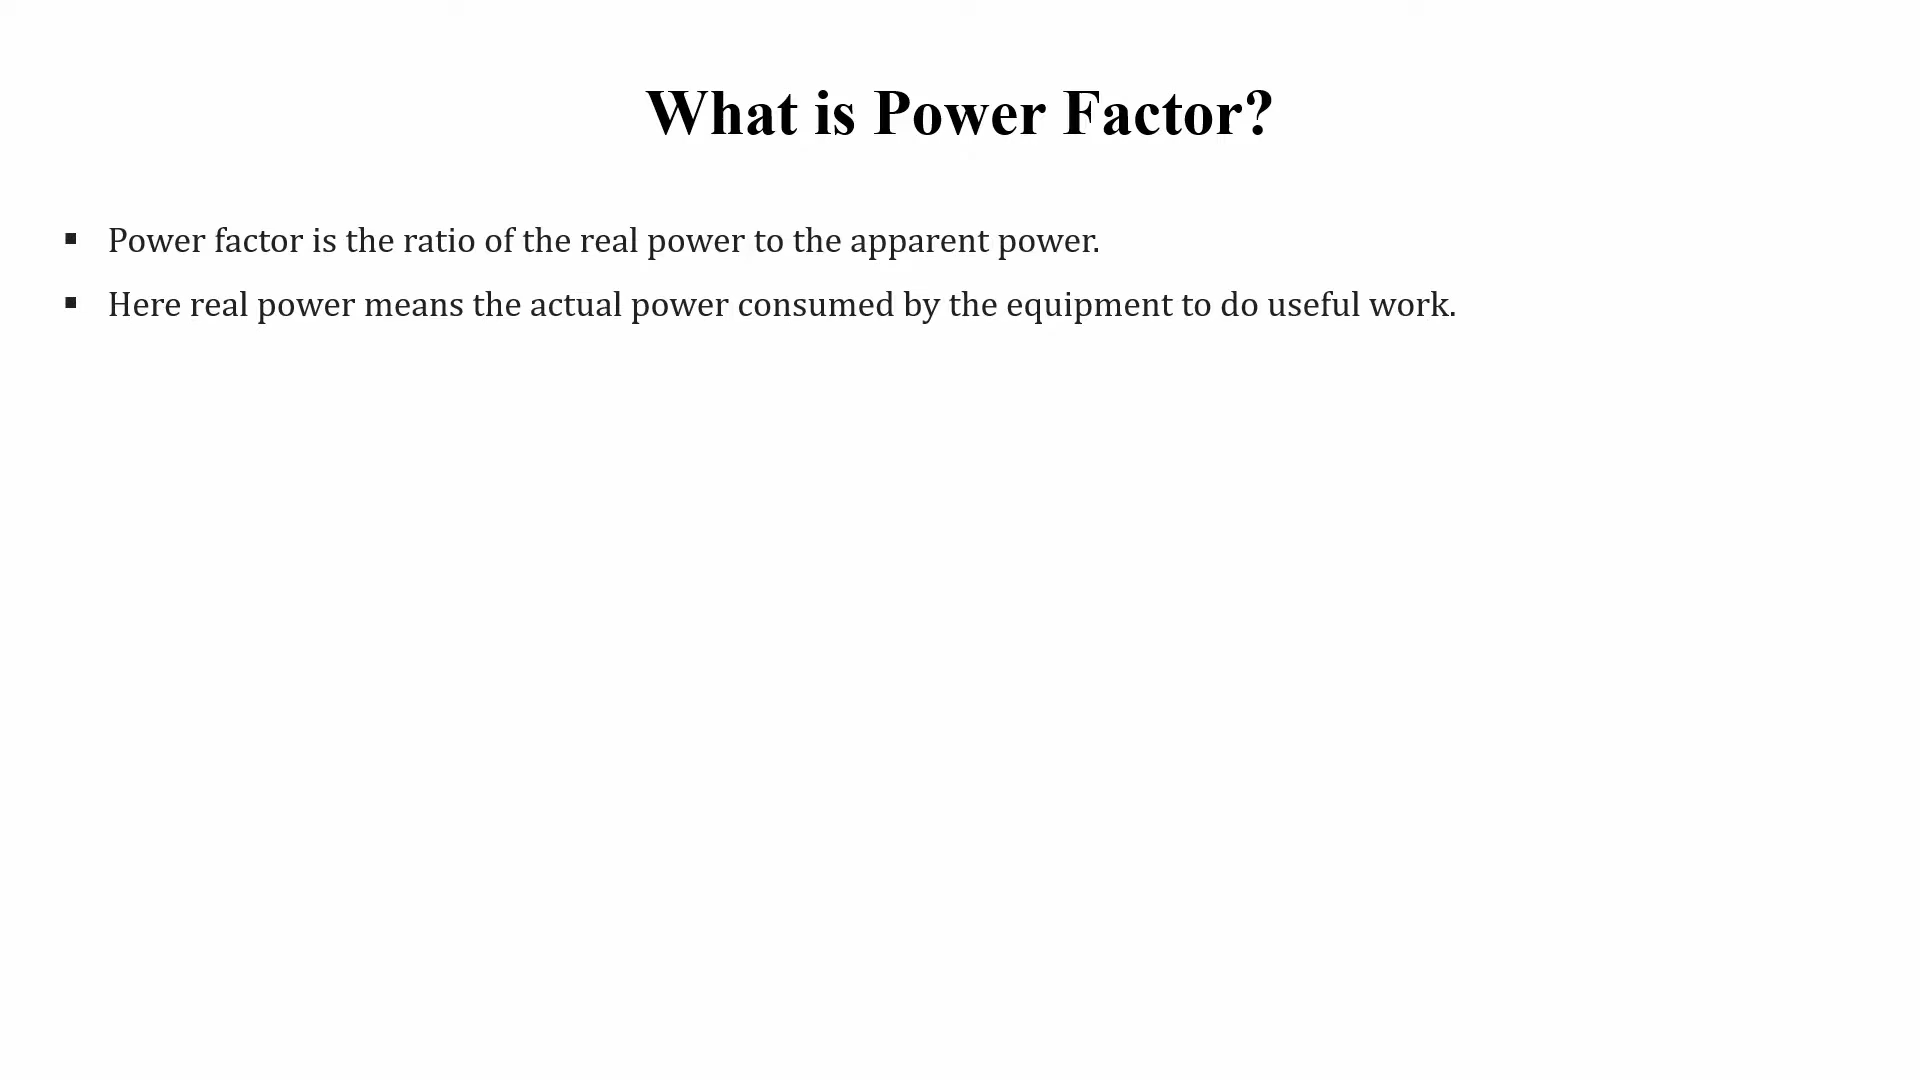 What is Power Factor?
▪ Power factor is the ratio of the real power to the apparent power.
▪ Here real power means the actual power consumed by the equipment to do useful work.